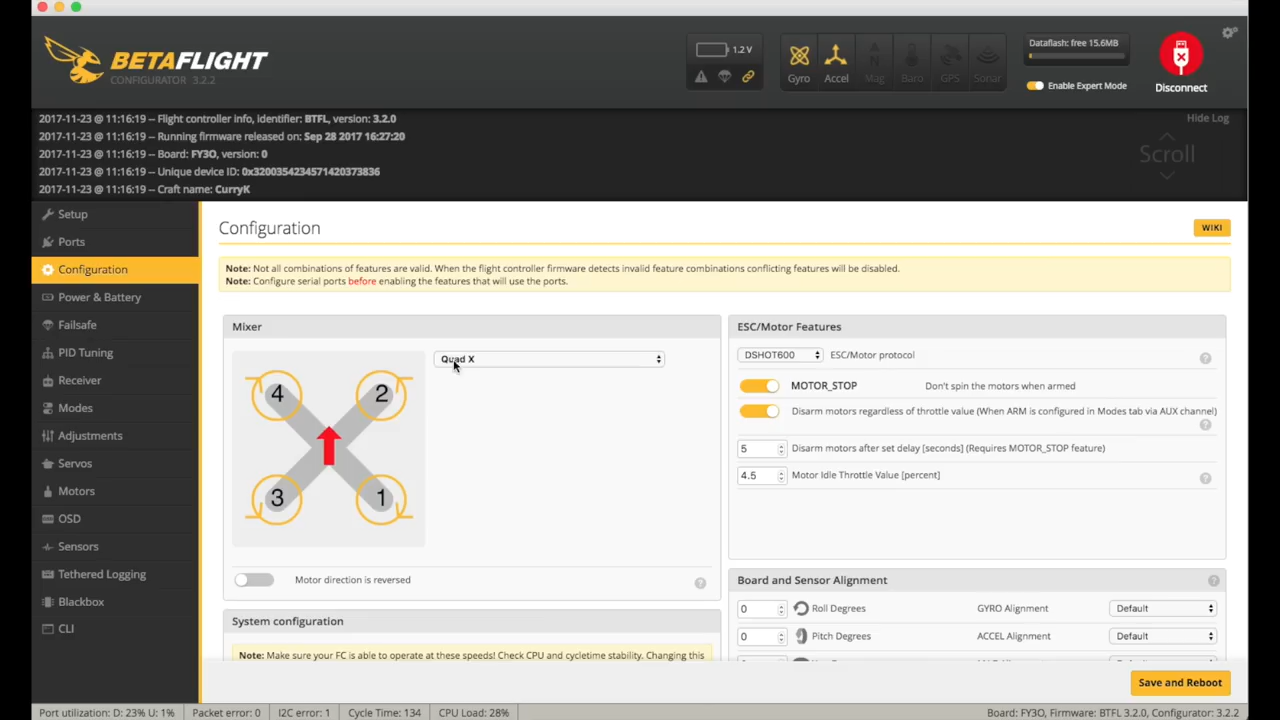 BETAFLIGHT
CONFIGURATOR 3.2.2
1.2 V
Gyro Accel Mag Baro GPS Sonar
Dataflash: free 15.6MB
Enable Expert Mode
Disconnect
Hide Log
Scroll
2017-11-23 @ 11:16:19 -- Flight controller info, identifier: BTFL, version: 3.2.0
2017-11-23 @ 11:16:19 -- Running firmware released on: Sep 28 2017 16:27:20
2017-11-23 @ 11:16:19 -- Board: FY3O, version: 0
2017-11-23 @ 11:16:19 -- Unique device ID: 0x3200354234571420373836
2017-11-23 @ 11:16:19 -- Craft name: CurryK
Setup
Ports
Configuration
Power & Battery
Failsafe
PID Tuning
Receiver
Modes
Adjustments
Servos
Motors
OSD
Sensors
Tethered Logging
Blackbox
CLI
Configuration
WIKI
Note: Not all combinations of features are valid. When the flight controller firmware detects invalid feature combinations conflicting features will be disabled.
Note: Configure serial ports before enabling the features that will use the ports.
Mixer
Quad X
4 2
3 1
Motor direction is reversed
System configuration
Note: Make sure your FC is able to operate at these speeds! Check CPU and cycletime stability. Changing this
ESC/Motor Features
DSHOT600 ESC/Motor protocol
MOTOR_STOP Don't spin the motors when armed
Disarm motors regardless of throttle value (When ARM is configured in Modes tab via AUX channel)
5 Disarm motors after set delay [seconds] (Requires MOTOR_STOP feature)
4.5 Motor Idle Throttle Value [percent]
Board and Sensor Alignment
0 Roll Degrees GYRO Alignment Default
0 Pitch Degrees ACCEL Alignment Default
Save and Reboot
Port utilization: D: 23% U: 1% Packet error: 0 I2C error: 1 Cycle Time: 134 CPU Load: 28%
Board: FY3O, Firmware: BTFL 3.2.0, Configurator: 3.2.2